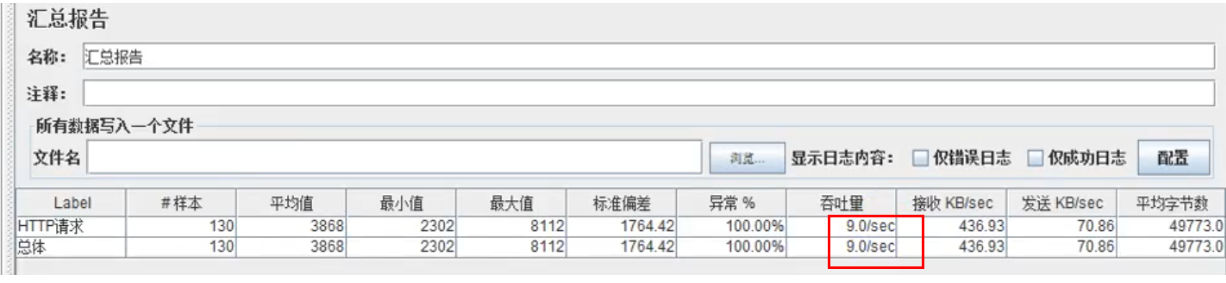 汇总报告
名称： 汇总报告
注释：
所有数据写入一个文件
文件名 浏览... 显示日志内容： 仅错误日志 仅成功日志 配置
Label # 样本 平均值 最小值 最大值 标准偏差 异常 % 吞吐量 接收 KB/sec 发送 KB/sec 平均字节数
HTTP请求 130 3868 2302 8112 1764.42 100.00% 9.0/sec 436.93 70.86 49773.0
总体 130 3868 2302 8112 1764.42 100.00% 9.0/sec 436.93 70.86 49773.0